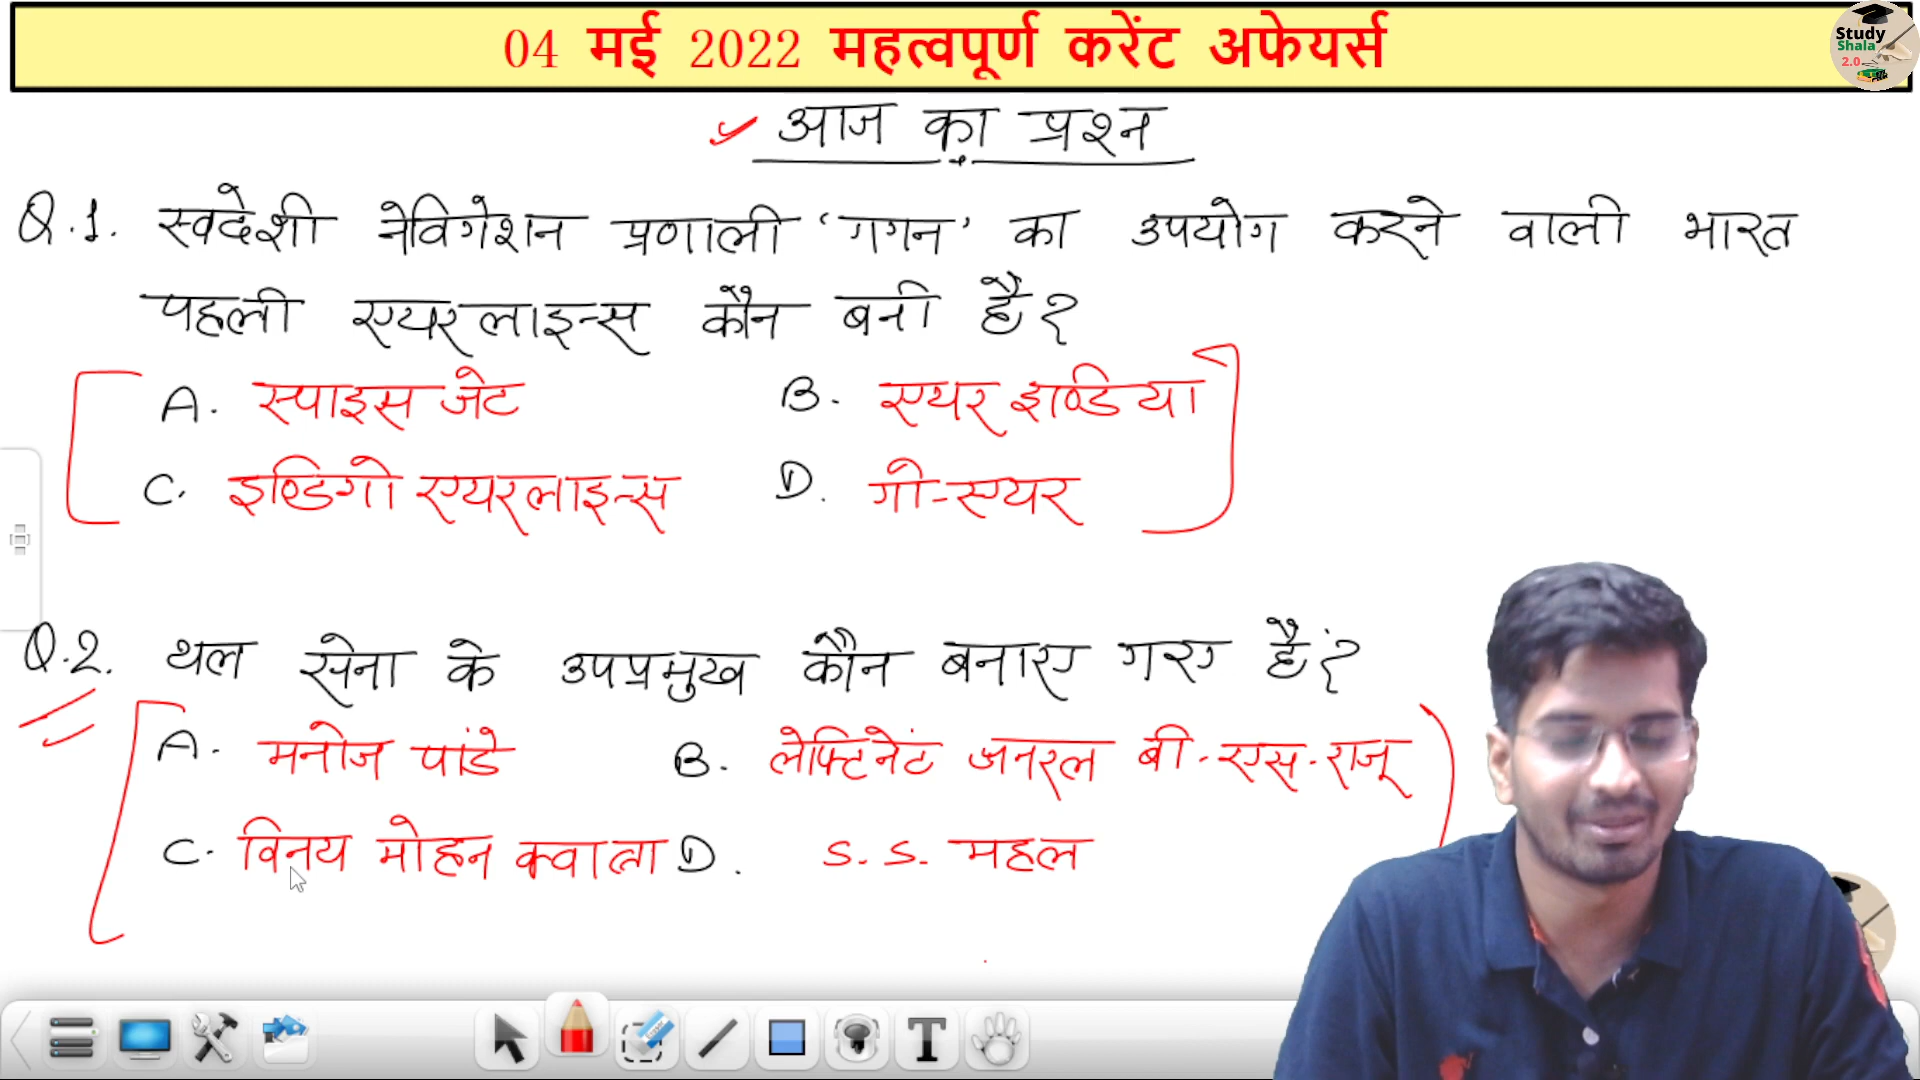 04 मई 2022 महत्वपूर्ण करेंट अफेयर्स
Study Shala 2.0
आज का प्रश्न
Q.1. स्वदेशी नेविगेशन प्रणाली 'गगन' का उपयोग करने वाली भारत
पहली एयरलाइन्स कौन बनी है?
A. स्पाइस जेट B. एयर इण्डिया
C. इण्डिगो एयरलाइन्स D. गो-एयर
Q.2. थल सेना के उपप्रमुख कौन बनाए गए हैं?
A. मनोज पांडे B. लेफ्टिनेंट जनरल बी.एस.राजू
C. विनय मोहन क्वात्रा D. S.S. महल